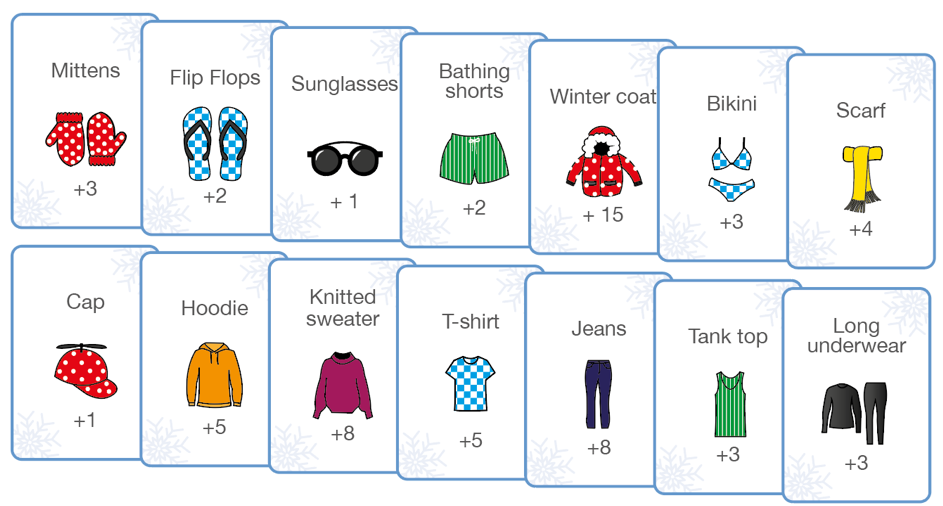 Mittens
+3
Flip Flops
+2
Sunglasses
+ 1
Bathing
shorts
+2
Winter coat
+ 15
Bikini
+3
Scarf
+4
Cap
+1
Hoodie
+5
Knitted
sweater
+8
T-shirt
+5
Jeans
+8
Tank top
+3
Long
underwear
+3